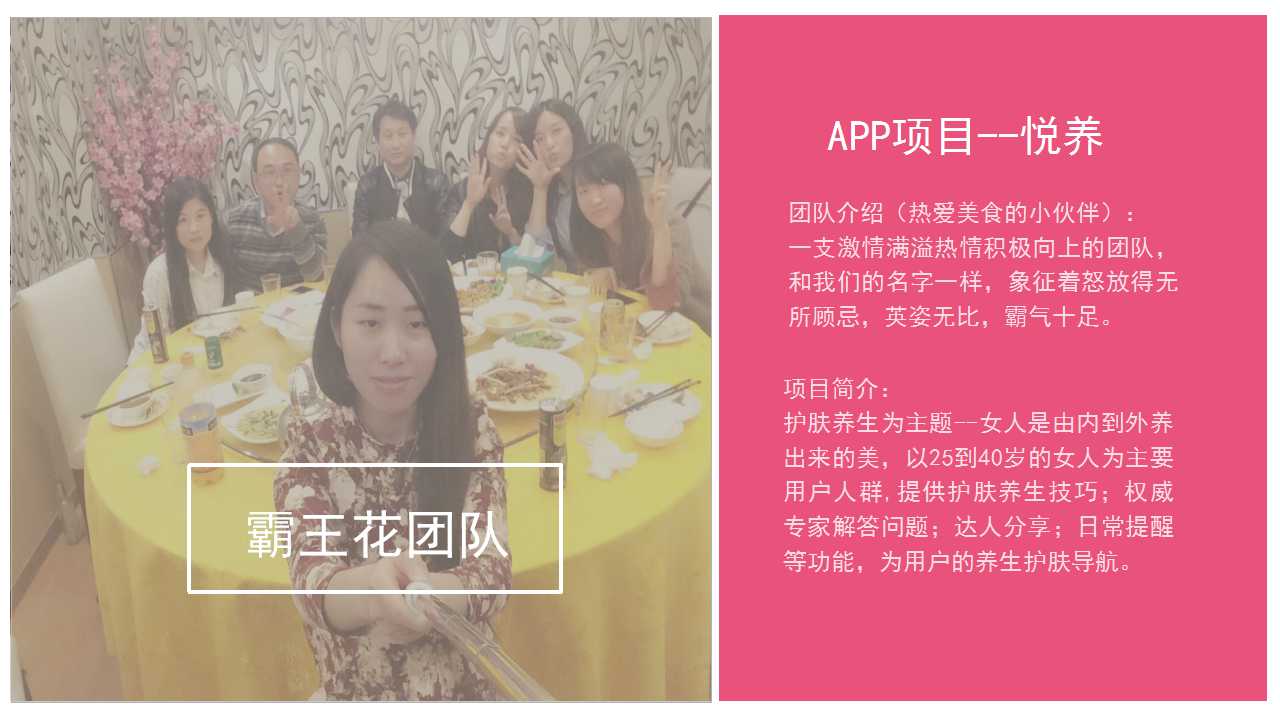 霸王花团队
APP项目--悦养
团队介绍（热爱美食的小伙伴）：
一支激情满溢热情积极向上的团队，
和我们的名字一样，象征着怒放得无
所顾忌，英姿无比，霸气十足。
项目简介：
护肤养生为主题--女人是由内到外养
出来的美，以25到40岁的女人为主要
用户人群,提供护肤养生技巧；权威
专家解答问题；达人分享；日常提醒
等功能，为用户的养生护肤导航。